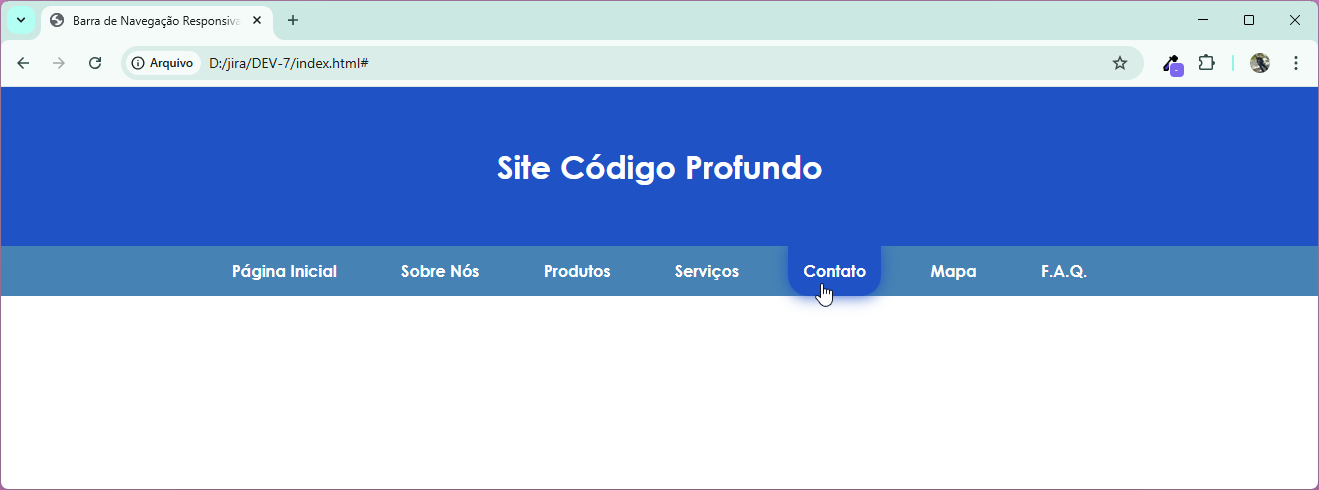 Barra de Navegação Responsiva
Arquivo
D:/jira/DEV-7/index.html#
Site Código Profundo
Página Inicial
Sobre Nós
Produtos
Serviços
Contato
Mapa
F.A.Q.